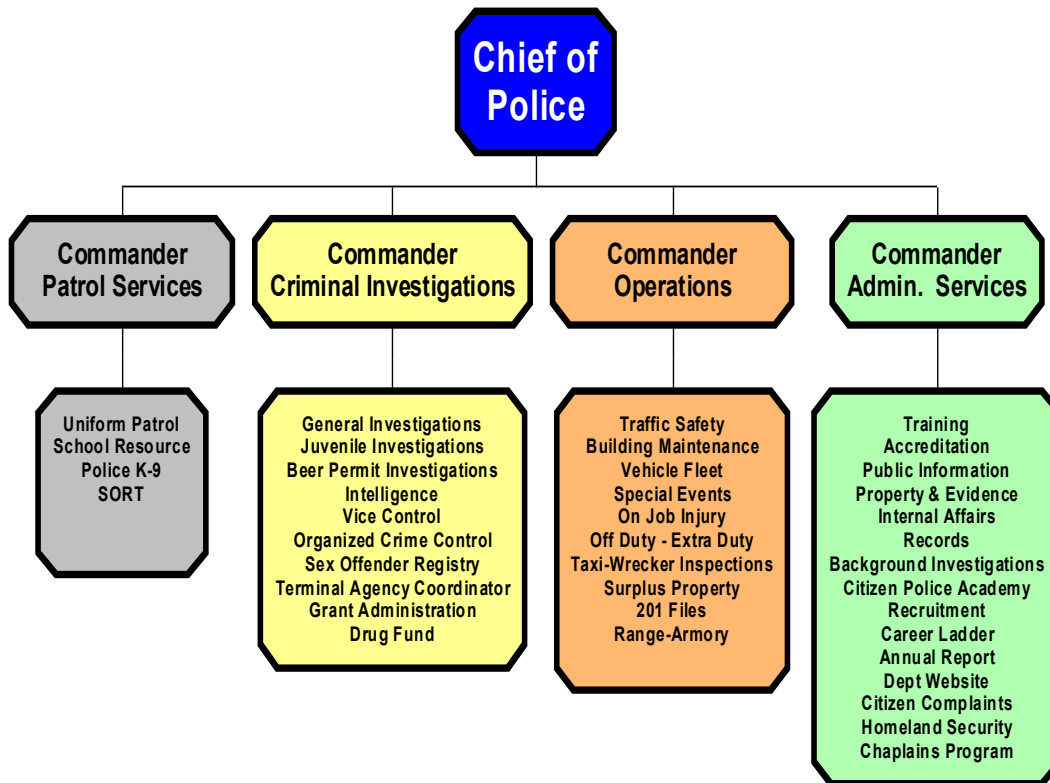 Chief of
Police
Commander
Patrol Services
Commander
Criminal Investigations
Commander
Operations
Commander
Admin. Services
Uniform Patrol
School Resource
Police K-9
SORT
General Investigations
Juvenile Investigations
Beer Permit Investigations
Intelligence
Vice Control
Organized Crime Control
Sex Offender Registry
Terminal Agency Coordinator
Grant Administration
Drug Fund
Traffic Safety
Building Maintenance
Vehicle Fleet
Special Events
On Job Injury
Off Duty - Extra Duty
Taxi-Wrecker Inspections
Surplus Property
201 Files
Range-Armory
Training
Accreditation
Public Information
Property & Evidence
Internal Affairs
Records
Background Investigations
Citizen Police Academy
Recruitment
Career Ladder
Annual Report
Dept Website
Citizen Complaints
Homeland Security
Chaplains Program